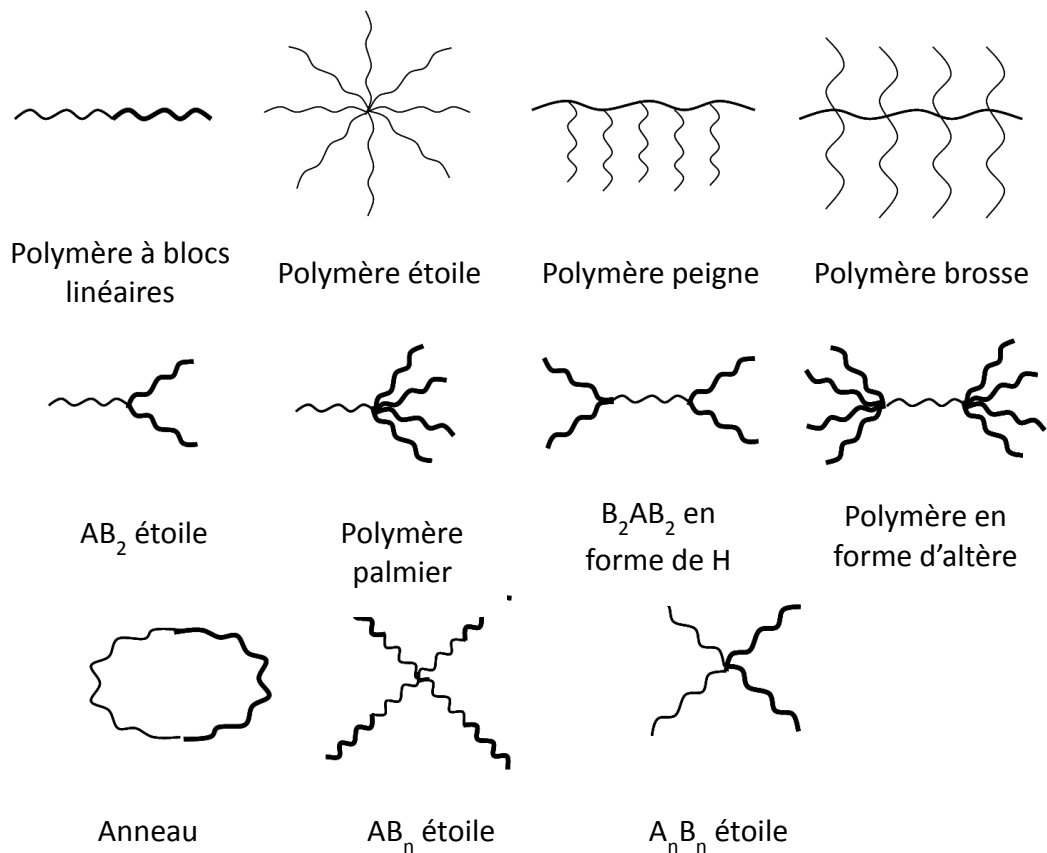 Polymère à blocs
linéaires
Polymère étoile
Polymère peigne
Polymère brosse
AB₂ étoile
Polymère
palmier
B₂AB₂ en
forme de H
Polymère en
forme d'altère
Anneau
ABₙ étoile
AₙBₙ étoile